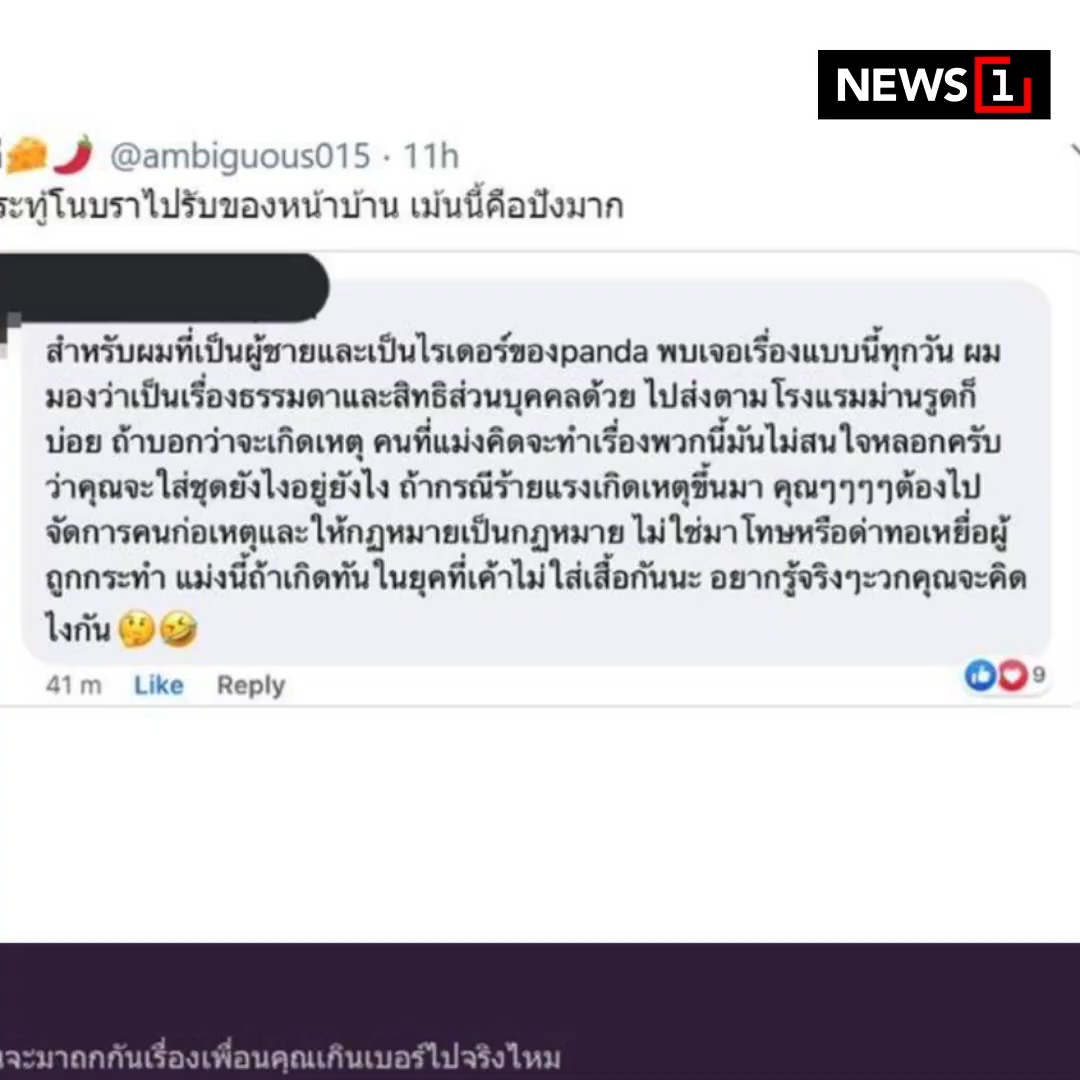 NEWS 1
@ambiguous015 · 11h
ระทู่โนบราไปรับของหน้าบ้าน เม้นนี้คือปังมาก
สำหรับผมที่เป็นผู้ชายและเป็นไรเดอร์ของpanda พบเจอเรื่องแบบนี้ทุกวัน ผม
มองว่าเป็นเรื่องธรรมดาและสิทธิส่วนบุคคลด้วย ไปส่งตามโรงแรมม่านรูดก็
บ่อย ถ้าบอกว่าจะเกิดเหตุ คนที่แม่งคิดจะทำเรื่องพวกนี้มันไม่สนใจหลอกครับ
ว่าคุณจะใส่ชุดยังไงอยู่ยังไง ถ้ากรณีร้ายแรงเกิดเหตุขึ้นมา คุณๆๆๆๆต้องไป
จัดการคนก่อเหตุและให้กฏหมายเป็นกฏหมาย ไม่ใช่มาโทษหรือด่าทอเหยื่อผู้
ถูกกระทำ แม่งนี้ถ้าเกิดทันในยุคที่เค้าไม่ใส่เสื้อกันนะ อยากรู้จริงๆะวกคุณจะคิด
ไงกัน 🤔🤣
41 m Like Reply 9
จะมาถกกันเรื่องเพื่อนคุณเกินเบอร์ไปจริงไหม